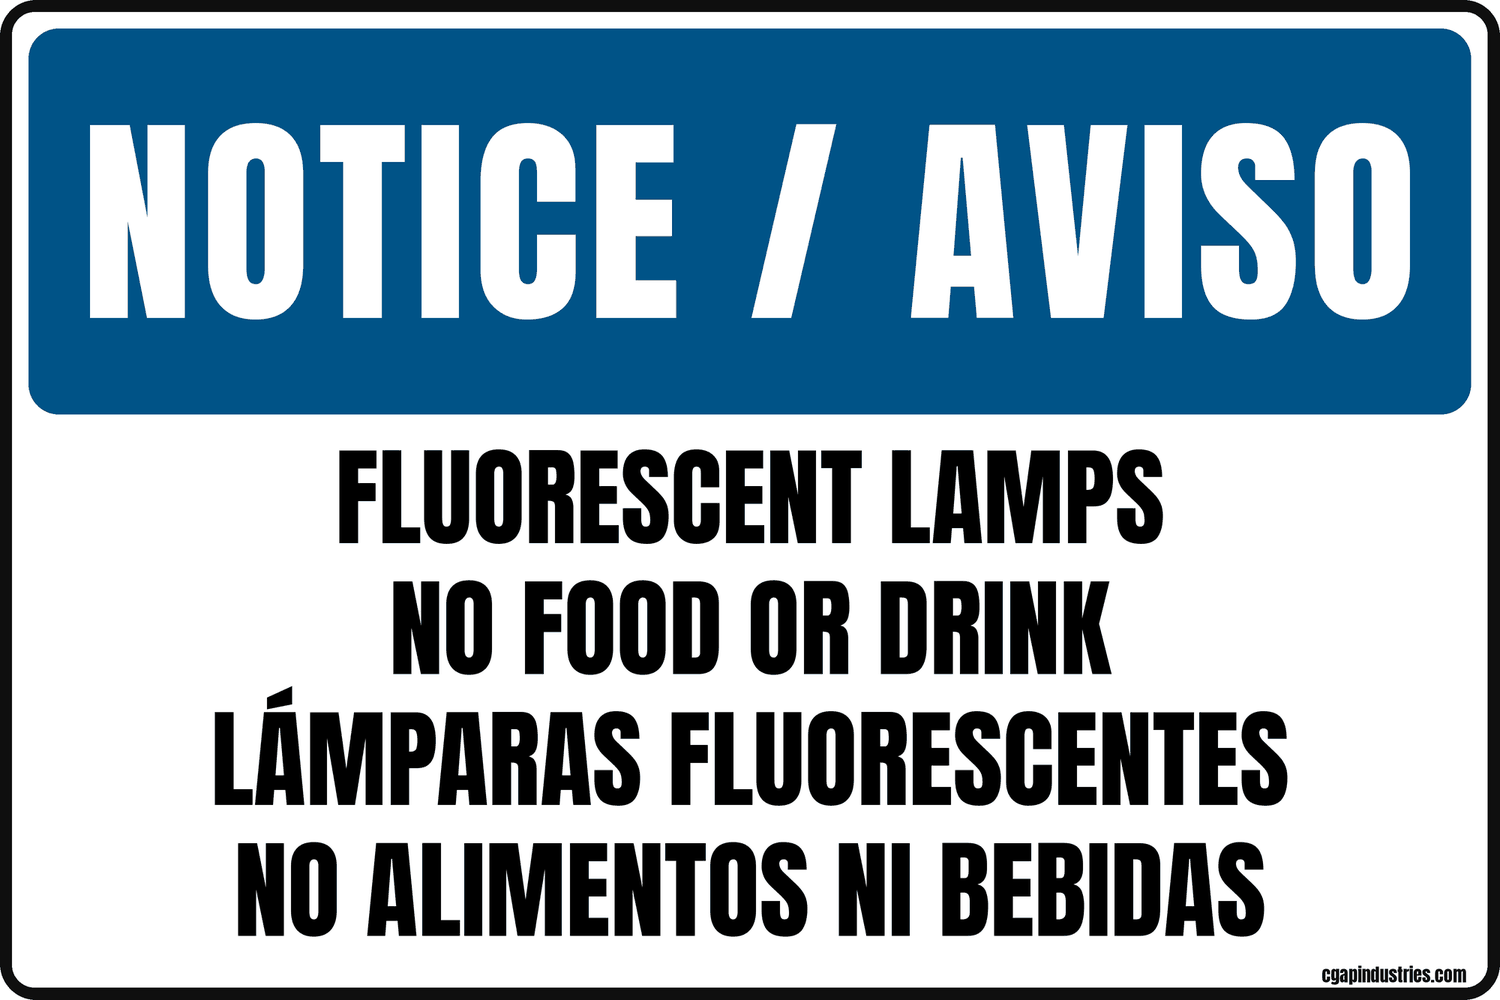 NOTICE / AVISO
FLUORESCENT LAMPS
NO FOOD OR DRINK
LÁMPARAS FLUORESCENTES
NO ALIMENTOS NI BEBIDAS
cgapindustries.com